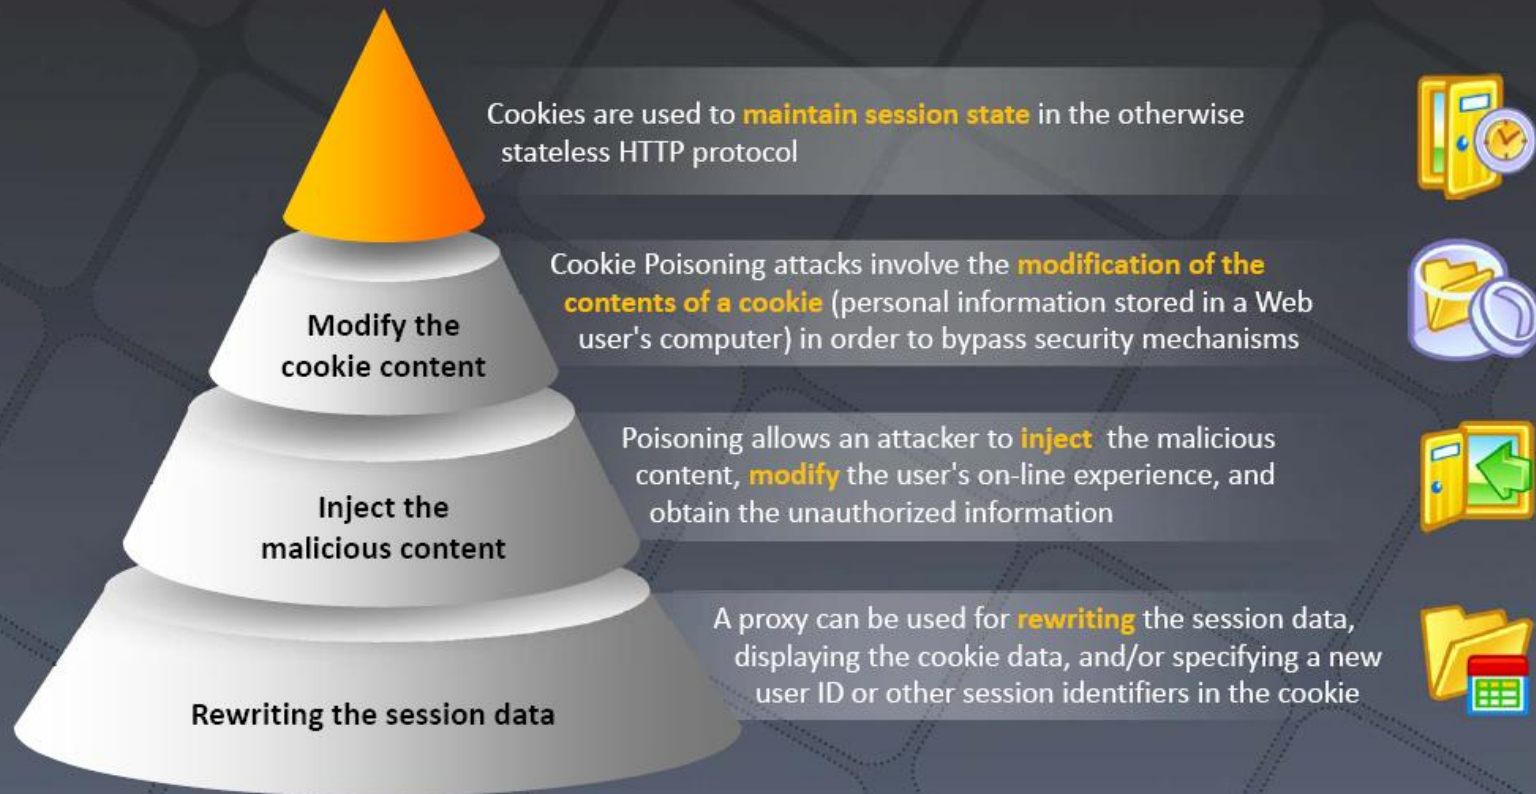 Cookies are used to maintain session state in the otherwise
stateless HTTP protocol
Modify the
cookie content
Cookie Poisoning attacks involve the modification of the
contents of a cookie (personal information stored in a Web
user's computer) in order to bypass security mechanisms
Inject the
malicious content
Poisoning allows an attacker to inject the malicious
content, modify the user's on-line experience, and
obtain the unauthorized information
Rewriting the session data
A proxy can be used for rewriting the session data,
displaying the cookie data, and/or specifying a new
user ID or other session identifiers in the cookie